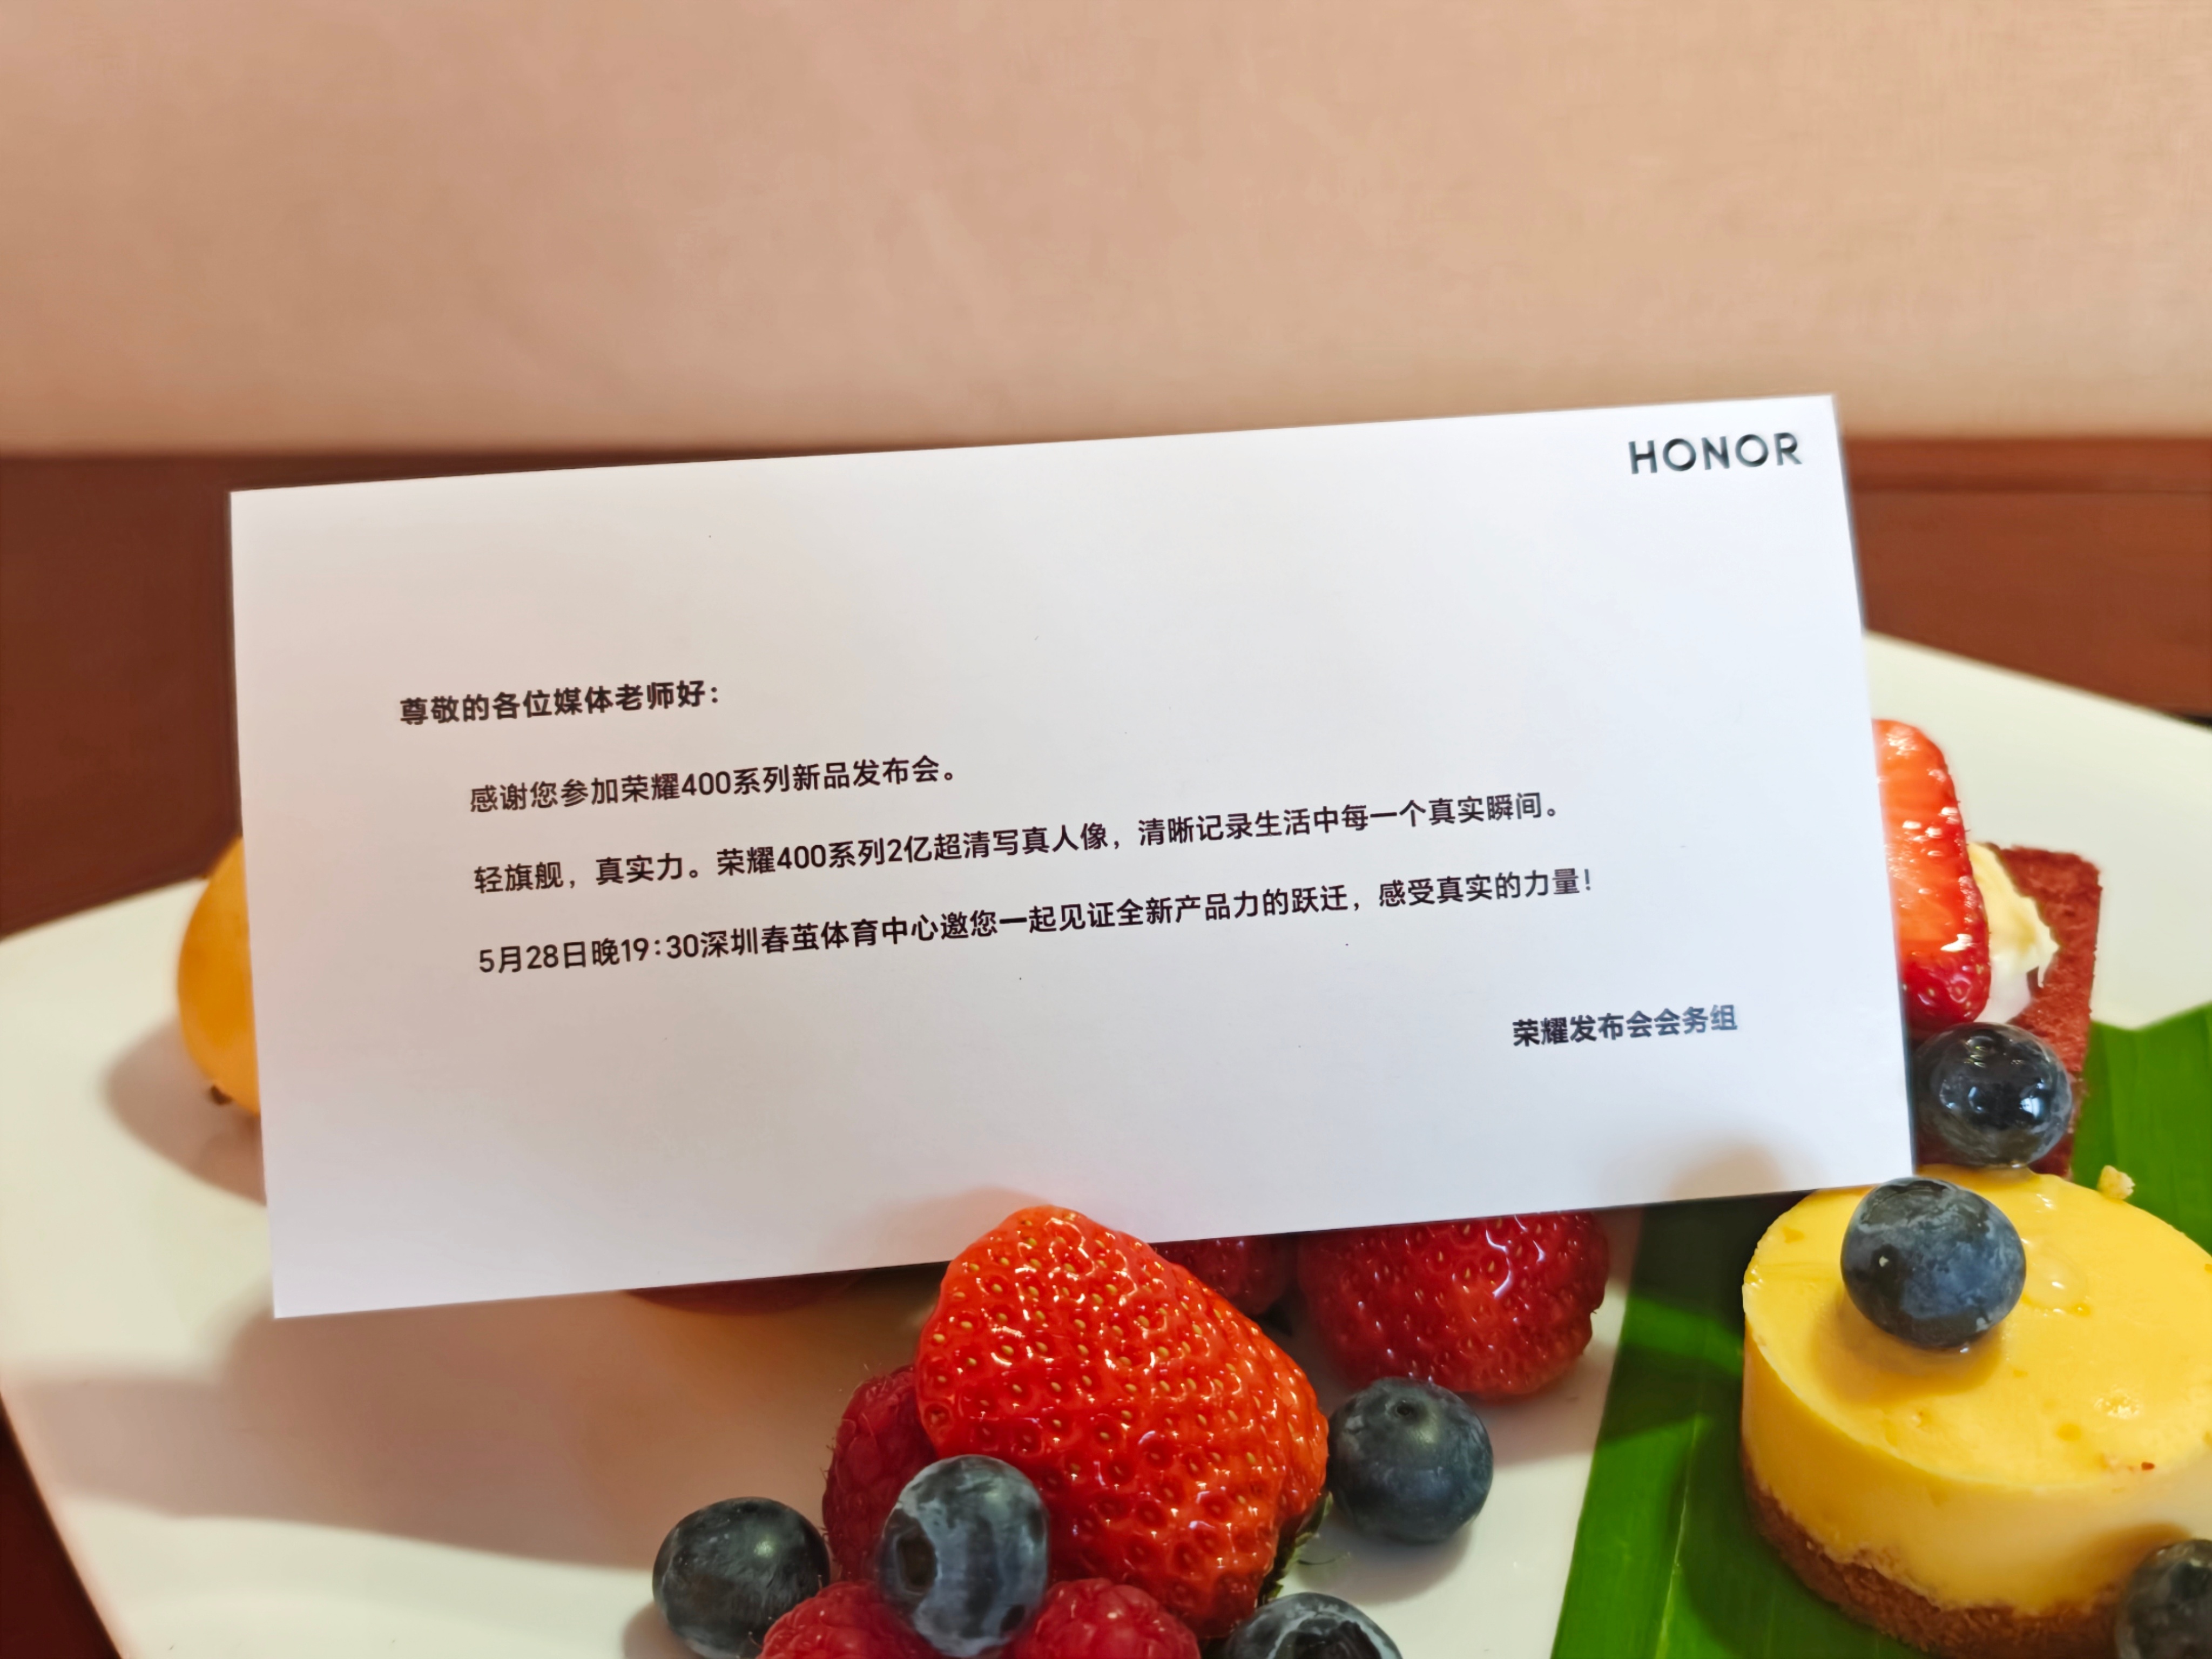 HONOR
尊敬的各位媒体老师好：
感谢您参加荣耀400系列新品发布会。
轻旗舰，真实力。荣耀400系列2亿超清写真人像，清晰记录生活中每一个真实瞬间。
5月28日晚19:30深圳春茧体育中心邀您一起见证全新产品力的跃迁，感受真实的力量！
荣耀发布会会务组